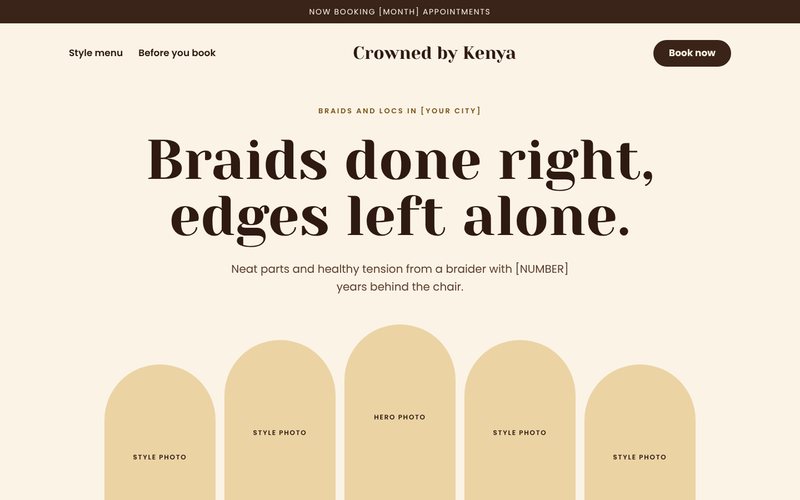 NOW BOOKING [MONTH] APPOINTMENTS
Style menu
Before you book
Crowned by Kenya
Book now
BRAIDS AND LOCS IN [YOUR CITY]
Braids done right,
edges left alone.
Neat parts and healthy tension from a braider with [NUMBER]
years behind the chair.
STYLE PHOTO
STYLE PHOTO
HERO PHOTO
STYLE PHOTO
STYLE PHOTO